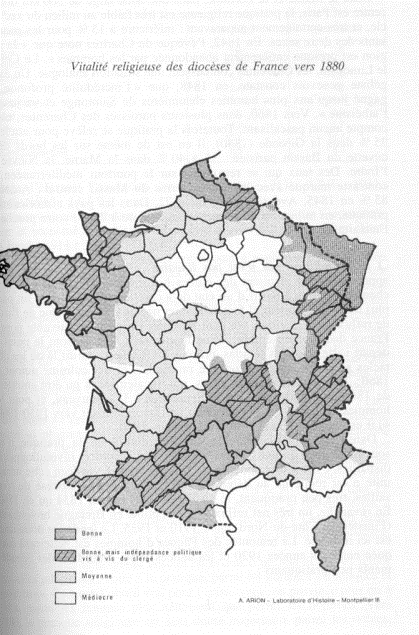 Vitalité religieuse des diocèses de France vers 1880
Bonne
Bonne mais indépendance politique
vis à vis du clergé
Moyenne
Médiocre
A. ARION – Laboratoire d'Histoire – Montpellier III